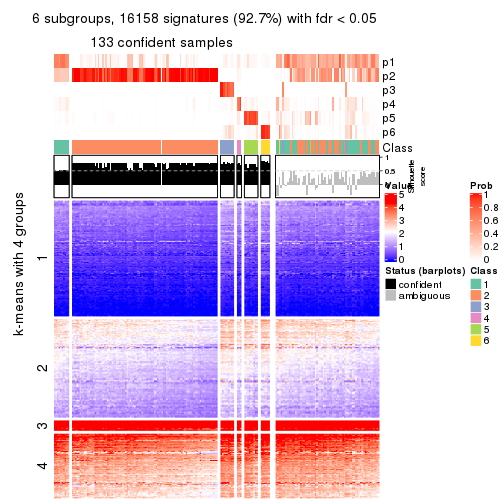 6 subgroups, 16158 signatures (92.7%) with fdr < 0.05
133 confident samples
p1
p2
p3
p4
p5
p6
Class
1
0.5
0
Silhouette
score
k-means with 4 groups
1
2
3
4
Value
5
4
3
2
1
0
Status (barplots)
confident
ambiguous
Prob
1
0.8
0.6
0.4
0.2
0
Class
1
2
3
4
5
6